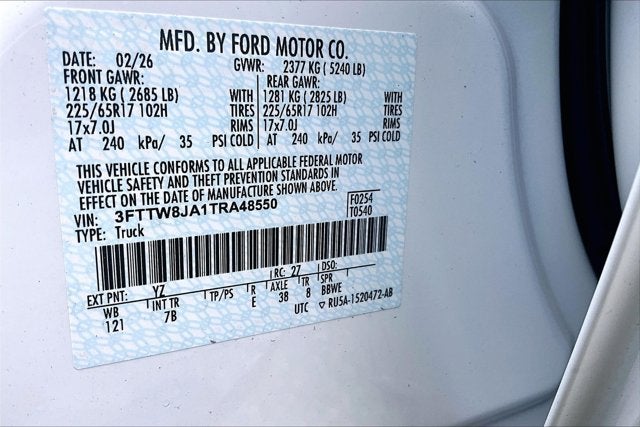 MFD. BY FORD MOTOR CO.
DATE: 02/26 GVWR: 2377 KG ( 5240 LB)
FRONT GAWR: REAR GAWR:
1218 KG ( 2685 LB) WITH 1281 KG ( 2825 LB) WITH
225/65R17 102H TIRES 225/65R17 102H TIRES
17x7.0J RIMS 17x7.0J RIMS
AT 240 kPa/ 35 PSI COLD AT 240 kPa/ 35 PSI COLD
THIS VEHICLE CONFORMS TO ALL APPLICABLE FEDERAL MOTOR
VEHICLE SAFETY AND THEFT PREVENTION STANDARDS IN
EFFECT ON THE DATE OF MANUFACTURE SHOWN ABOVE.
VIN: 3FTTW8JA1TRA48550 F0254
TYPE: Truck T0540
EXT PNT: YZ RC: 27 DSO:
WB INT TR TP/PS R AXLE TR SPR
121 7B E 38 8 BBWE
UTC ▽ RU5A-1520472-AB